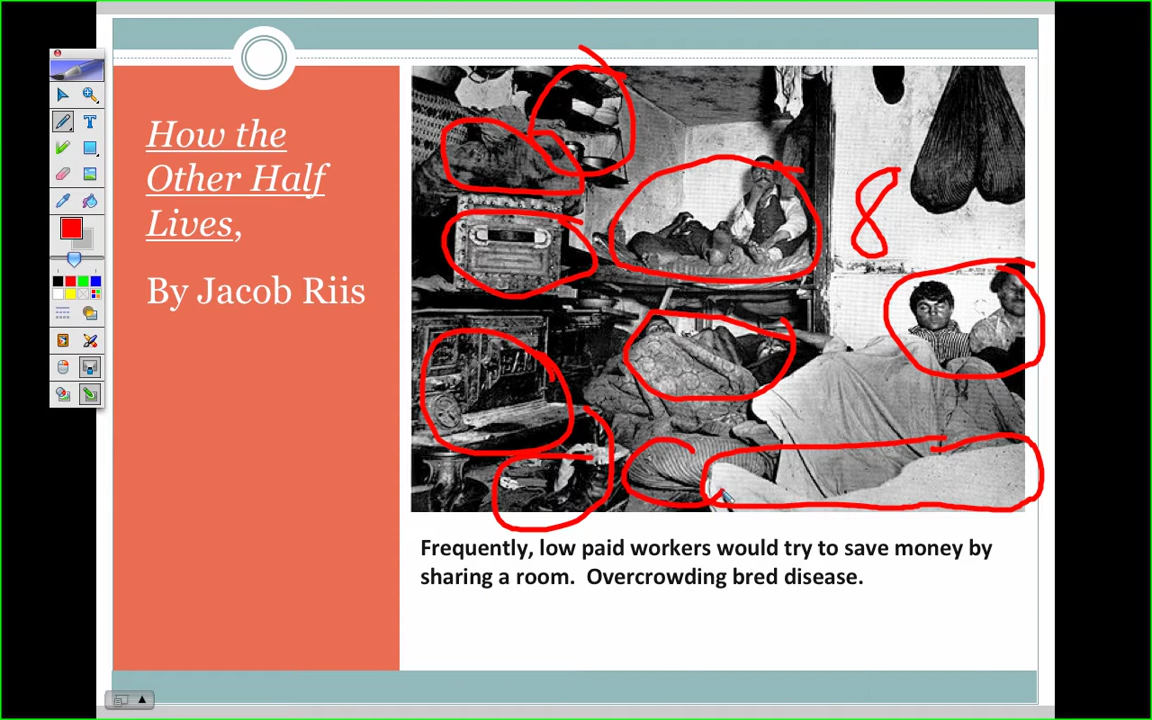 How the
Other Half
Lives,
By Jacob Riis
8
Frequently, low paid workers would try to save money by
sharing a room. Overcrowding bred disease.